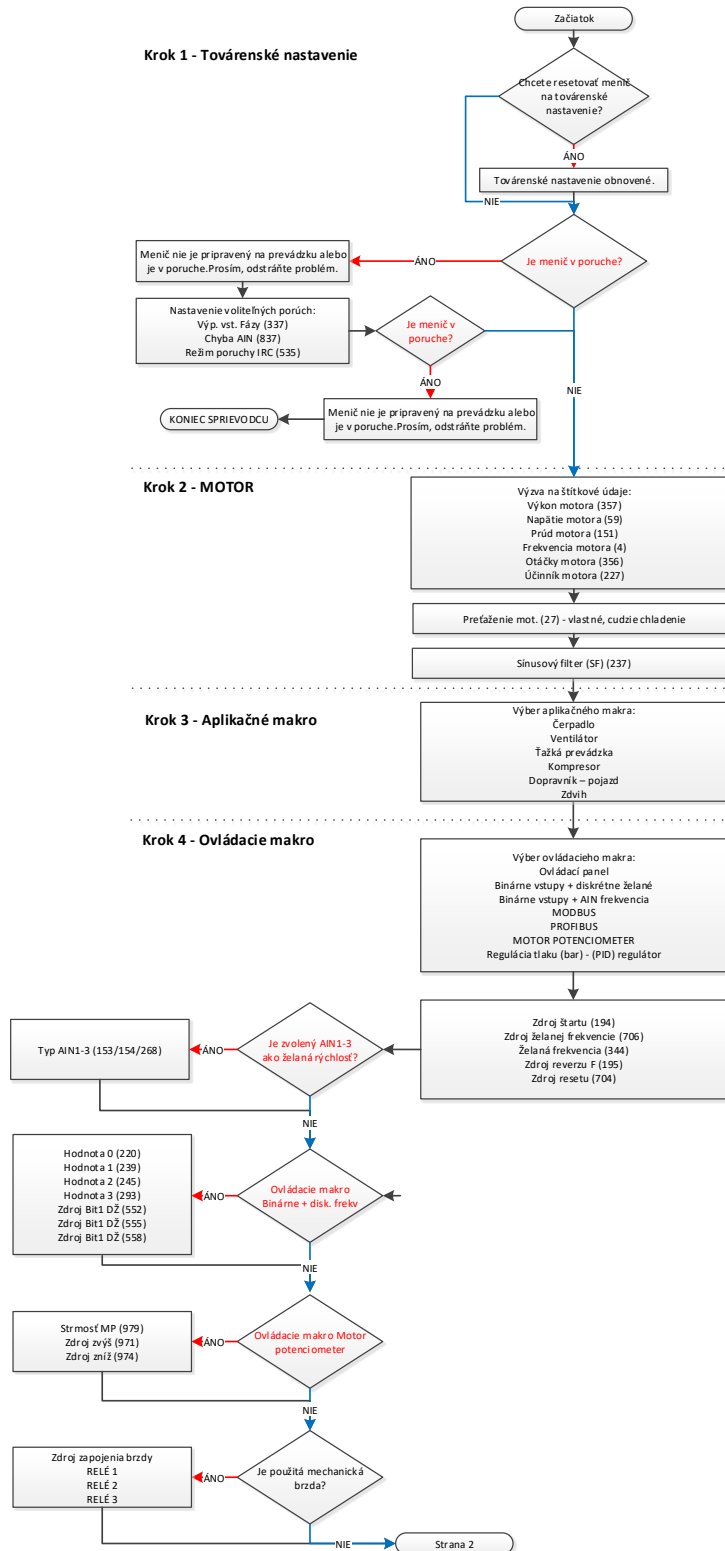 Začiatok
Krok 1 - Továrenské nastavenie
Chcete resetovať menič
na továrenské
nastavenie?
ÁNO
Továrenské nastavenie obnovené.
NIE
Je menič v poruche?
ÁNO
Menič nie je pripravený na prevádzku alebo
je v poruche.Prosím, odstráňte problém.
Nastavenie voliteľných porúch:
Výp. vst. Fázy (337)
Chyba AIN (837)
Režim poruchy IRC (535)
Je menič v
poruche?
ÁNO
NIE
Menič nie je pripravený na prevádzku alebo
je v poruche.Prosím, odstráňte problém.
KONIEC SPRIEVODCU
Krok 2 - MOTOR
Výzva na štítkové údaje:
Výkon motora (357)
Napätie motora (59)
Prúd motora (151)
Frekvencia motora (4)
Otáčky motora (356)
Účinník motora (227)
Preťaženie mot. (27) - vlastné, cudzie chladenie
Sínusový filter (SF) (237)
Krok 3 - Aplikačné makro
Výber aplikačného makra:
Čerpadlo
Ventilátor
Ťažká prevádzka
Kompresor
Dopravník – pojazd
Zdvih
Krok 4 - Ovládacie makro
Výber ovládacieho makra:
Ovládací panel
Binárne vstupy + diskrétne želané
Binárne vstupy + AIN frekvencia
MODBUS
PROFIBUS
MOTOR POTENCIOMETER
Regulácia tlaku (bar) - (PID) regulátor
Zdroj štartu (194)
Zdroj želanej frekvencie (706)
Želaná frekvencia (344)
Zdroj reverzu F (195)
Zdroj resetu (704)
Je zvolený AIN1-3
ako želaná rýchlosť?
ÁNO
Typ AIN1-3 (153/154/268)
NIE
Hodnota 0 (220)
Hodnota 1 (239)
Hodnota 2 (245)
Hodnota 3 (293)
Zdroj Bit1 DŽ (552)
Zdroj Bit1 DŽ (555)
Zdroj Bit1 DŽ (558)
ÁNO
Ovládacie makro
Binárne + disk. frekv
NIE
Strmosť MP (979)
Zdroj zvýš (971)
Zdroj zníž (974)
ÁNO
Ovládacie makro Motor
potenciometer
NIE
Zdroj zapojenia brzdy
RELÉ 1
RELÉ 2
RELÉ 3
ÁNO
Je použitá mechanická
brzda?
NIE
Strana 2